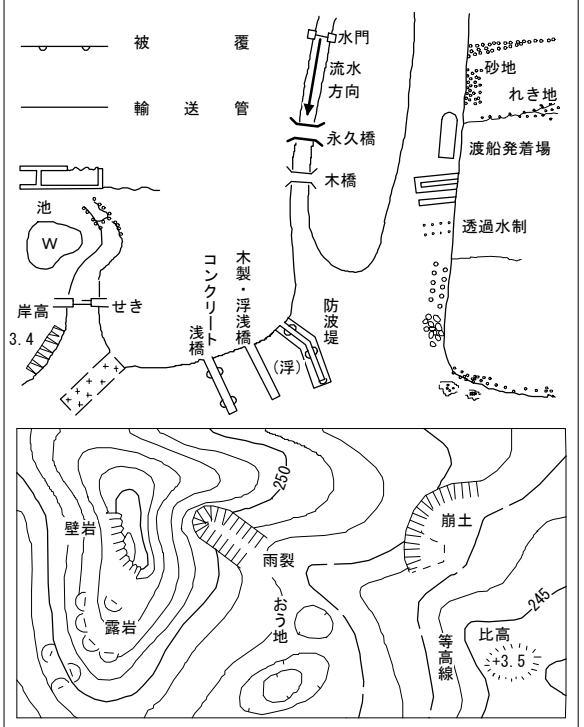 被覆
輸送管
水門
流水
方向
永久橋
木橋
砂地
れき地
渡船発着場
透過水制
池
W
岸高
3.4
せき
コンクリート
浅橋
木製・浮浅橋
防波堤
(浮)
250
壁岩
雨裂
崩土
露岩
おう地
等高線
245
比高
+3.5